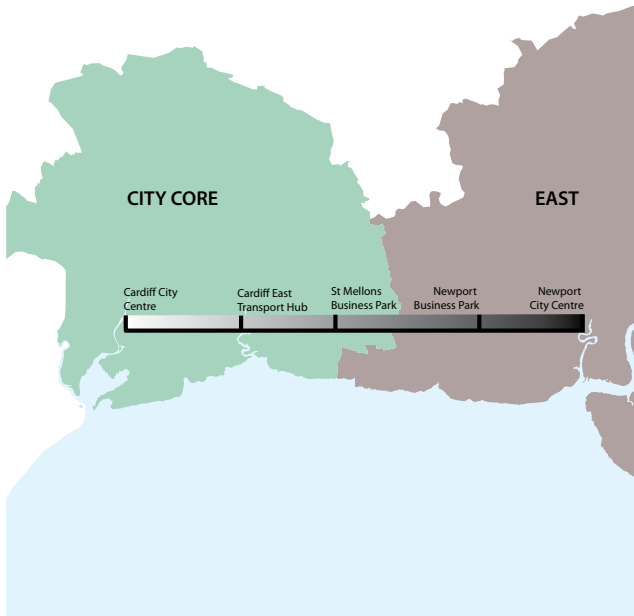 CITY CORE
EAST
Cardiff City
Centre
Cardiff East
Transport Hub
St Mellons
Business Park
Newport
Business Park
Newport
City Centre